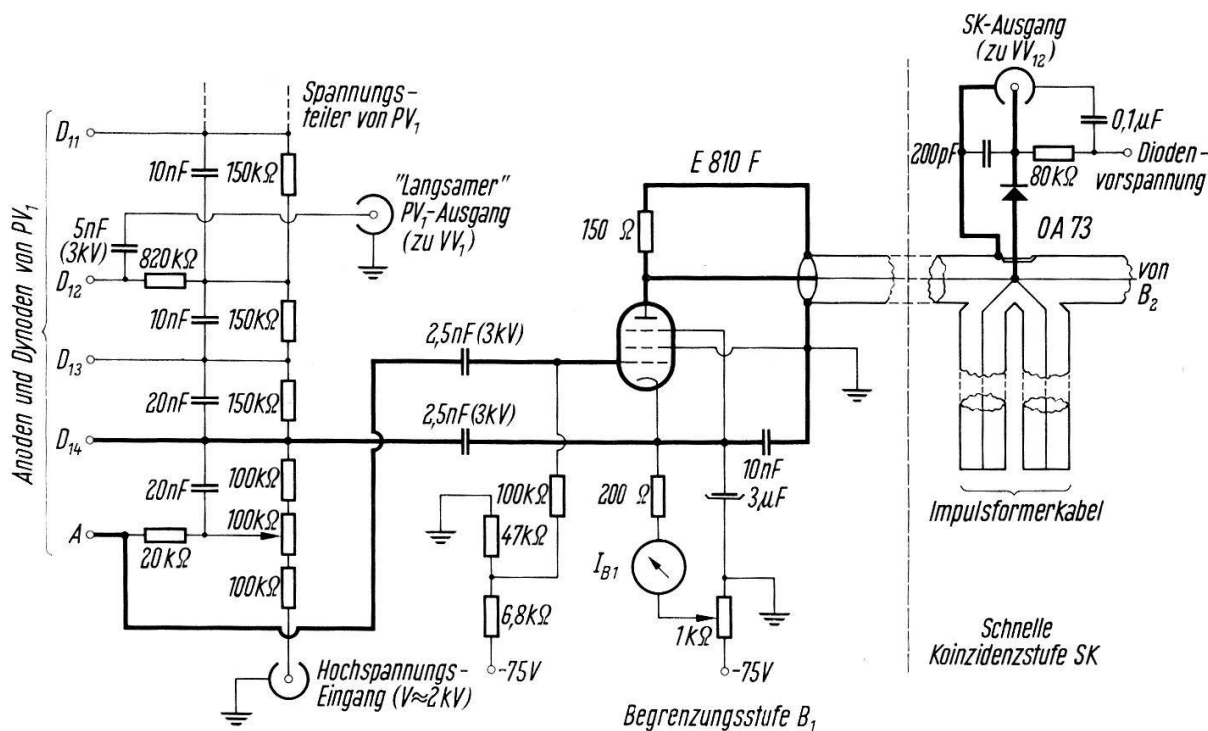 SK-Ausgang
(zu VV₁₂)
Spannungs-
teiler von PV₁
D₁₁
10nF
150kΩ
"Langsamer"
PV₁-Ausgang
(zu VV₁)
E 810 F
200pF
0,1µF
80kΩ
Dioden-
vorspannung
OA 73
5nF
(3kV)
820kΩ
D₁₂
150 Ω
von
B₂
10nF
150kΩ
2,5nF(3kV)
D₁₃
20nF
150kΩ
2,5nF(3kV)
D₁₄
Anoden und Dynoden von PV₁
20nF
100kΩ
100kΩ
100kΩ
A
20kΩ
100kΩ
47kΩ
6,8kΩ
-75V
200 Ω
10nF
3µF
I_B1
1kΩ
-75V
Impulsformerkabel
Hochspannungs-
Eingang (V≈2kV)
Begrenzungsstufe B₁
Schnelle
Koinzidenzstufe SK